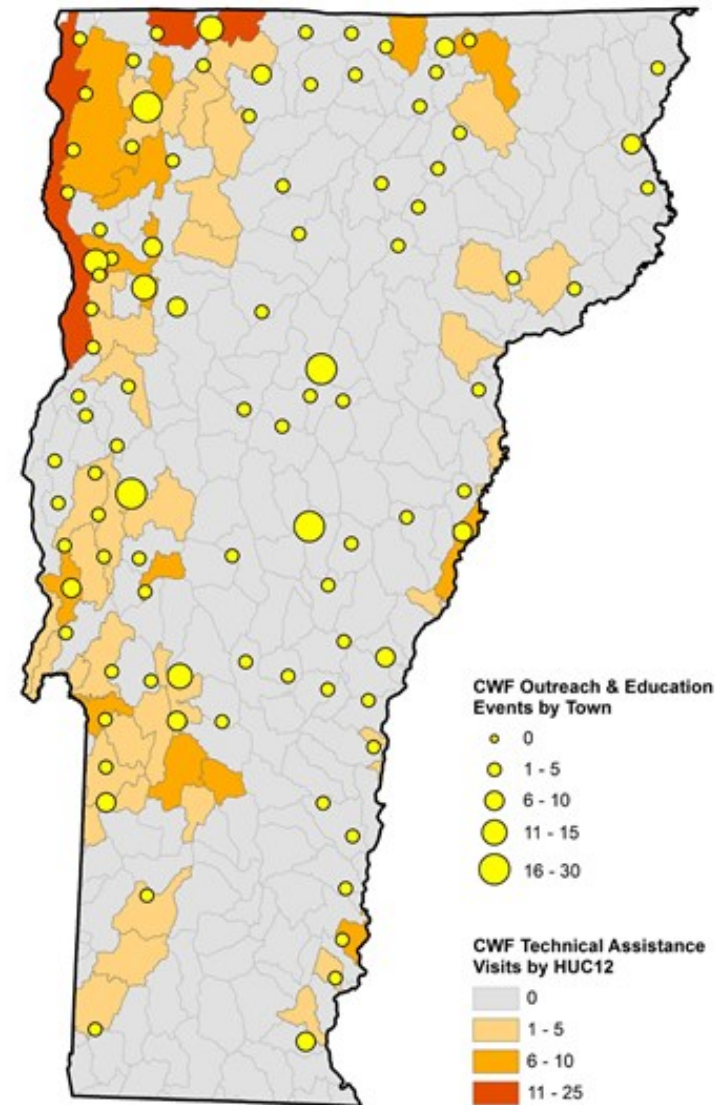 CWF Outreach & Education
Events by Town
0
1 - 5
6 - 10
11 - 15
16 - 30
CWF Technical Assistance
Visits by HUC12
0
1 - 5
6 - 10
11 - 25